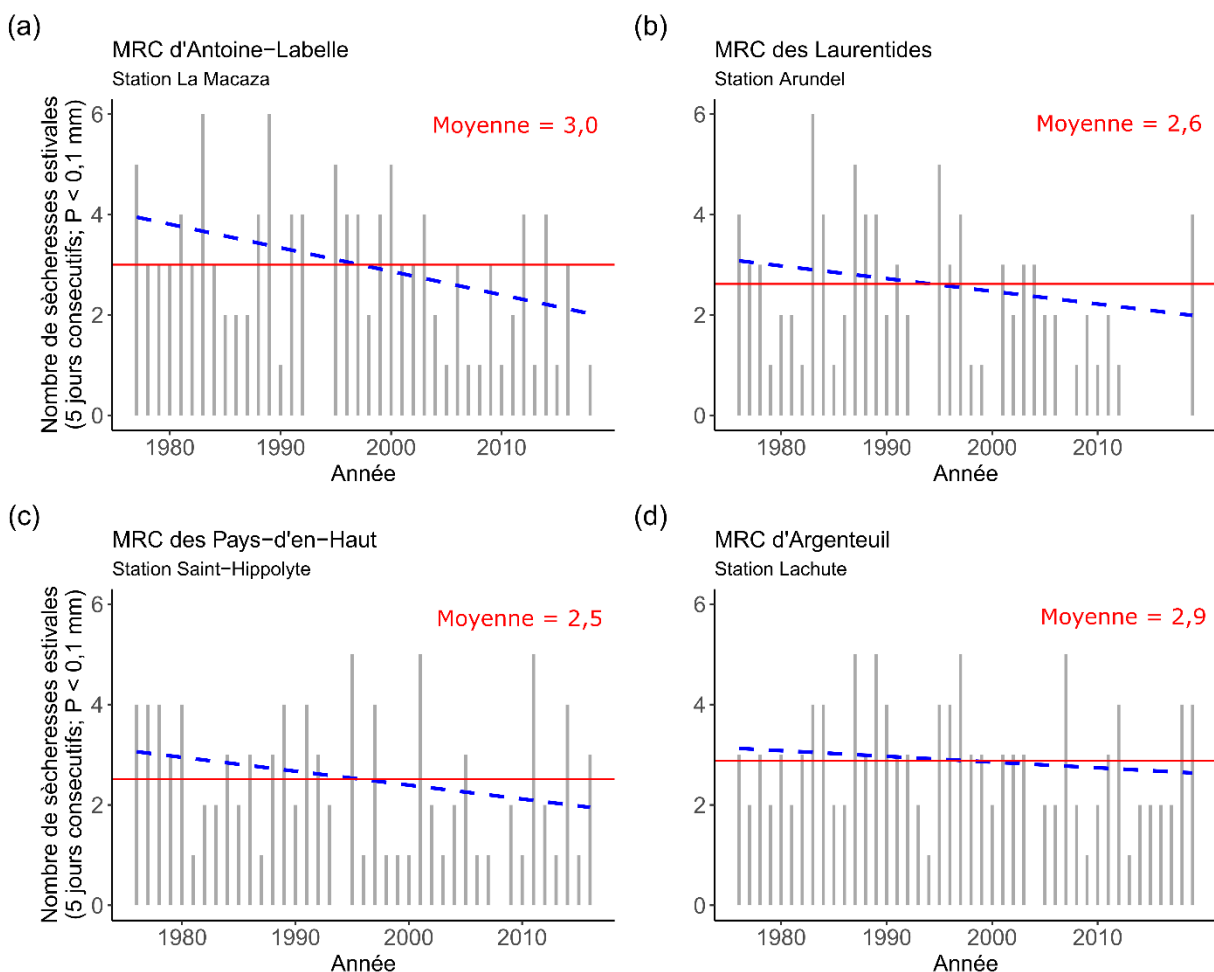 (a)
MRC d'Antoine−Labelle
Station La Macaza
Nombre de sècheresses estivales
(5 jours consecutifs; P < 0,1 mm)
6
4
2
0
Moyenne = 3,0
1980
1990
2000
2010
Année
(b)
MRC des Laurentides
Station Arundel
6
4
2
0
Moyenne = 2,6
1980
1990
2000
2010
Année
(c)
MRC des Pays−d'en−Haut
Station Saint−Hippolyte
Nombre de sècheresses estivales
(5 jours consecutifs; P < 0,1 mm)
6
4
2
0
Moyenne = 2,5
1980
1990
2000
2010
Année
(d)
MRC d'Argenteuil
Station Lachute
6
4
2
0
Moyenne = 2,9
1980
1990
2000
2010
Année